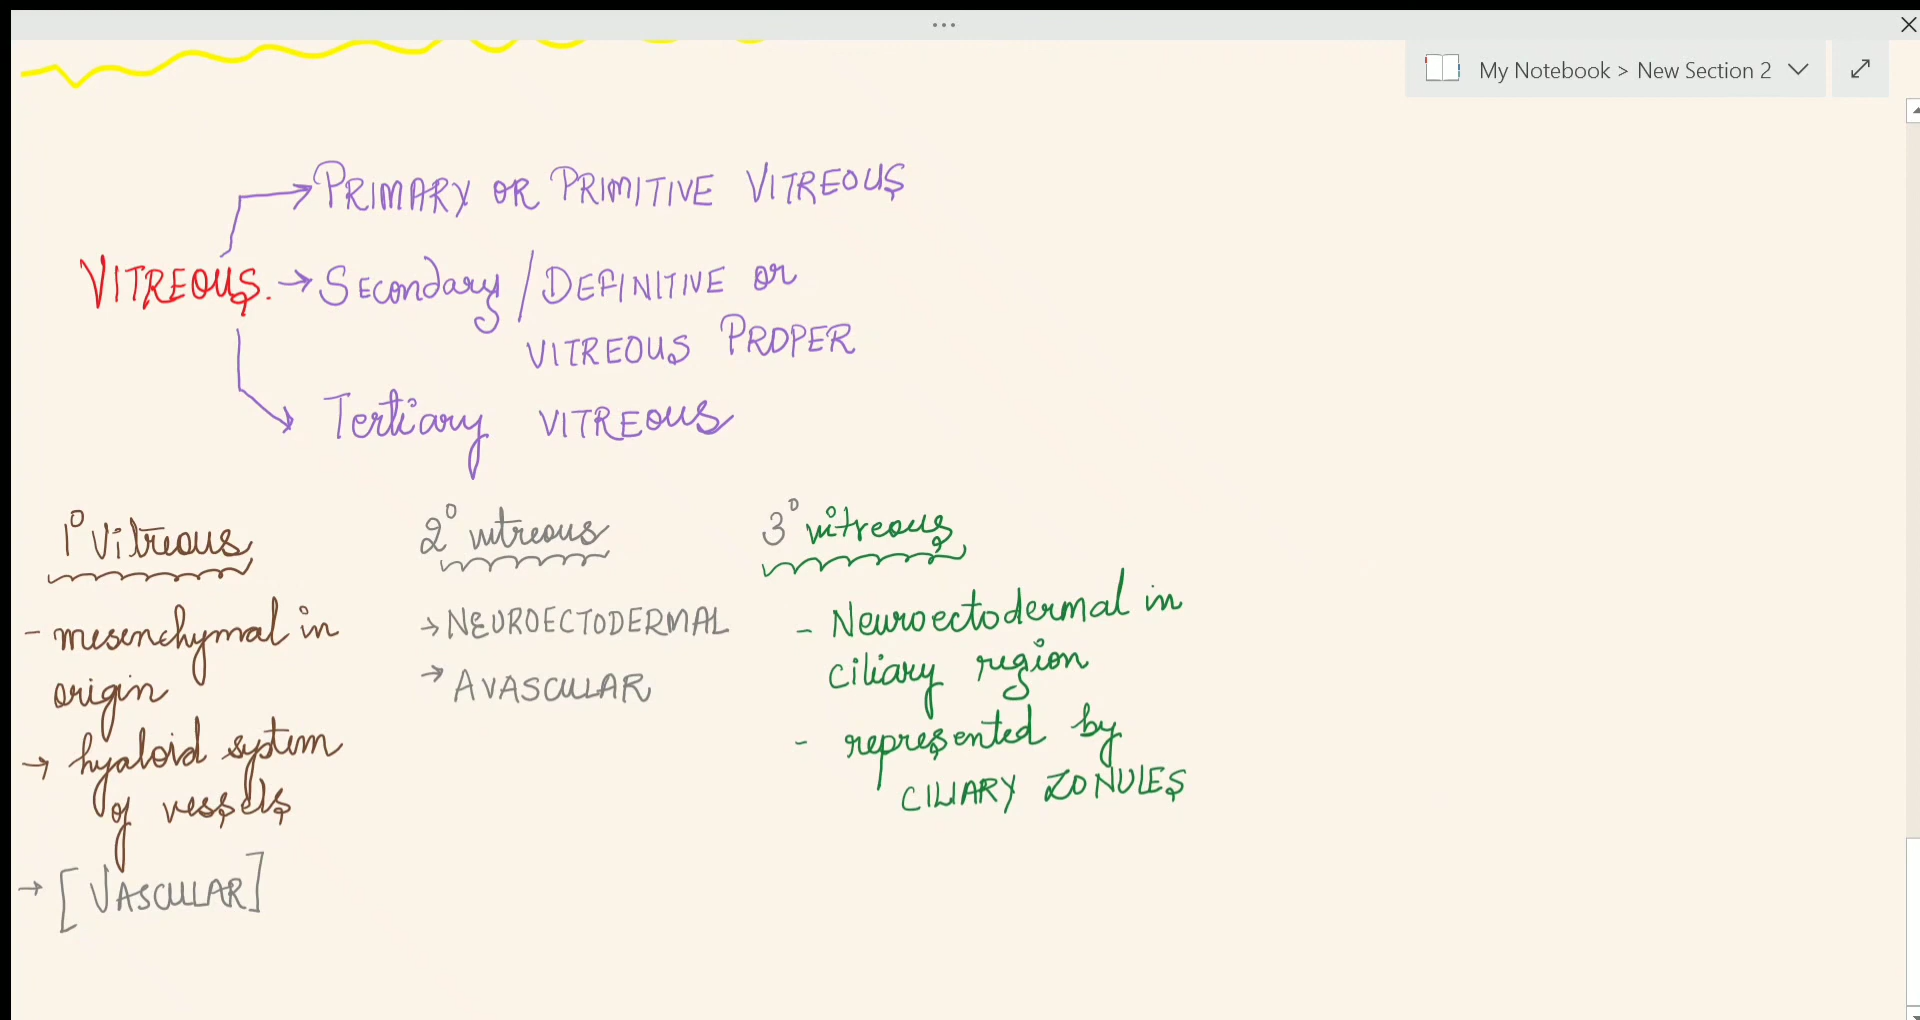 My Notebook > New Section 2
PRIMARY OR PRIMITIVE VITREOUS
VITREOUS. → Secondary / DEFINITIVE or
VITREOUS PROPER
Tertiary VITREOUS
1° Vitreous
- mesenchymal in
origin
→ hyaloid system
of vessels
→ [VASCULAR]
2° vitreous
→ NEUROECTODERMAL
→ AVASCULAR
3° vitreous
- Neuroectodermal in
ciliary region
- represented by
CILIARY ZONULES